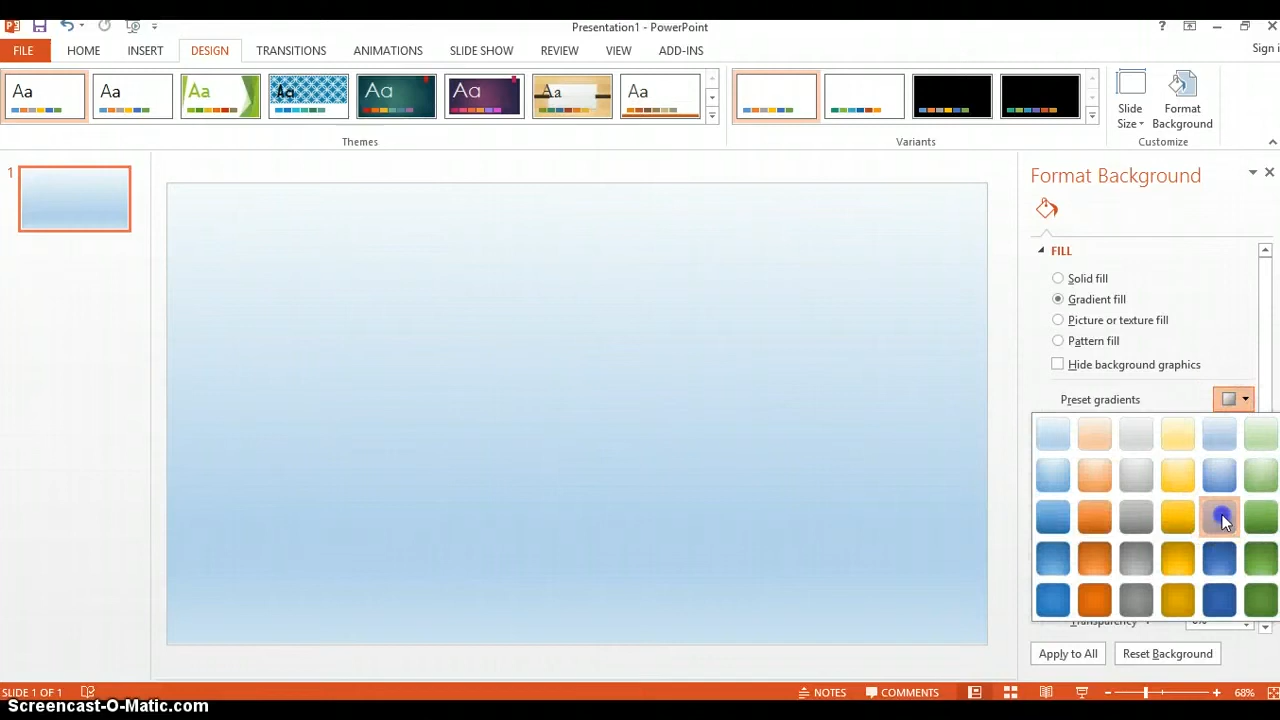 Presentation1 - PowerPoint
?
Sign i
FILE HOME INSERT DESIGN TRANSITIONS ANIMATIONS SLIDE SHOW REVIEW VIEW ADD-INS
Aa Aa Aa Aa Aa Aa Aa Aa
Slide Size
Format Background
Themes
Variants
Customize
1
Format Background
FILL
Solid fill
Gradient fill
Picture or texture fill
Pattern fill
Hide background graphics
Preset gradients
Transparency
Apply to All
Reset Background
SLIDE 1 OF 1
NOTES
COMMENTS
68%
Screencast-O-Matic.com